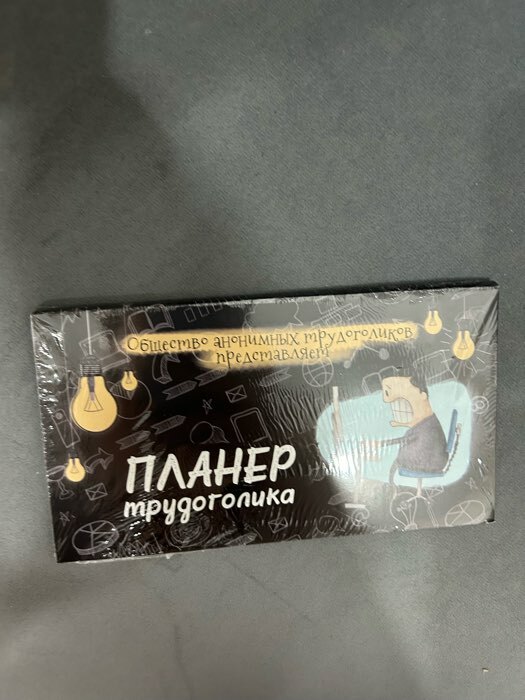 Общество анонимных трудоголиков
представляет
ПЛАНЕР
трудоголика